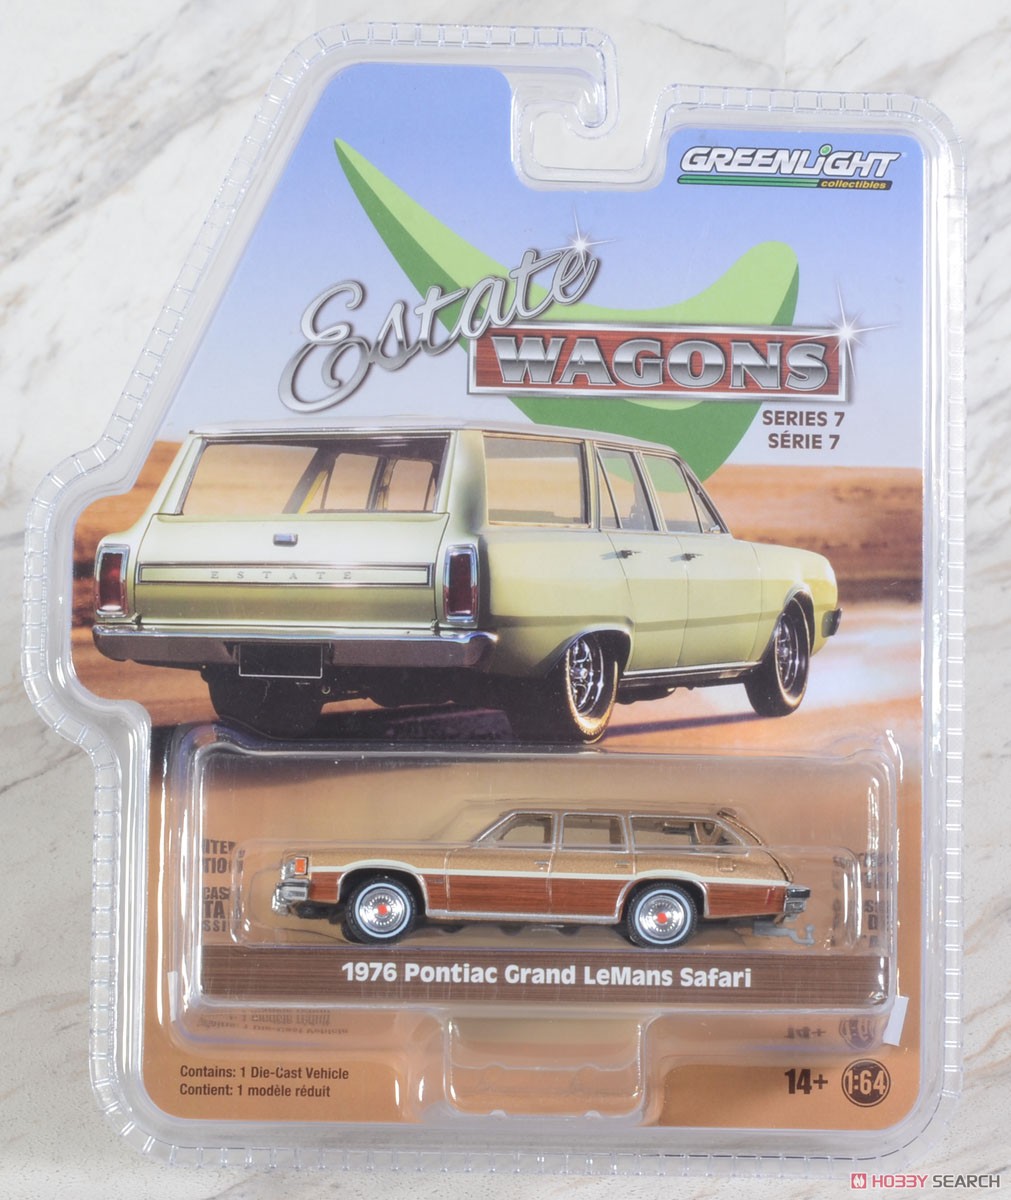 GREENLiGHT
collectibles
Estate
WAGONS
SERIES 7
SÉRIE 7
ESTATE
1976 Pontiac Grand LeMans Safari
Contains: 1 Die-Cast Vehicle
Contient: 1 modèle réduit
14+
1:64
HOBBY SEARCH